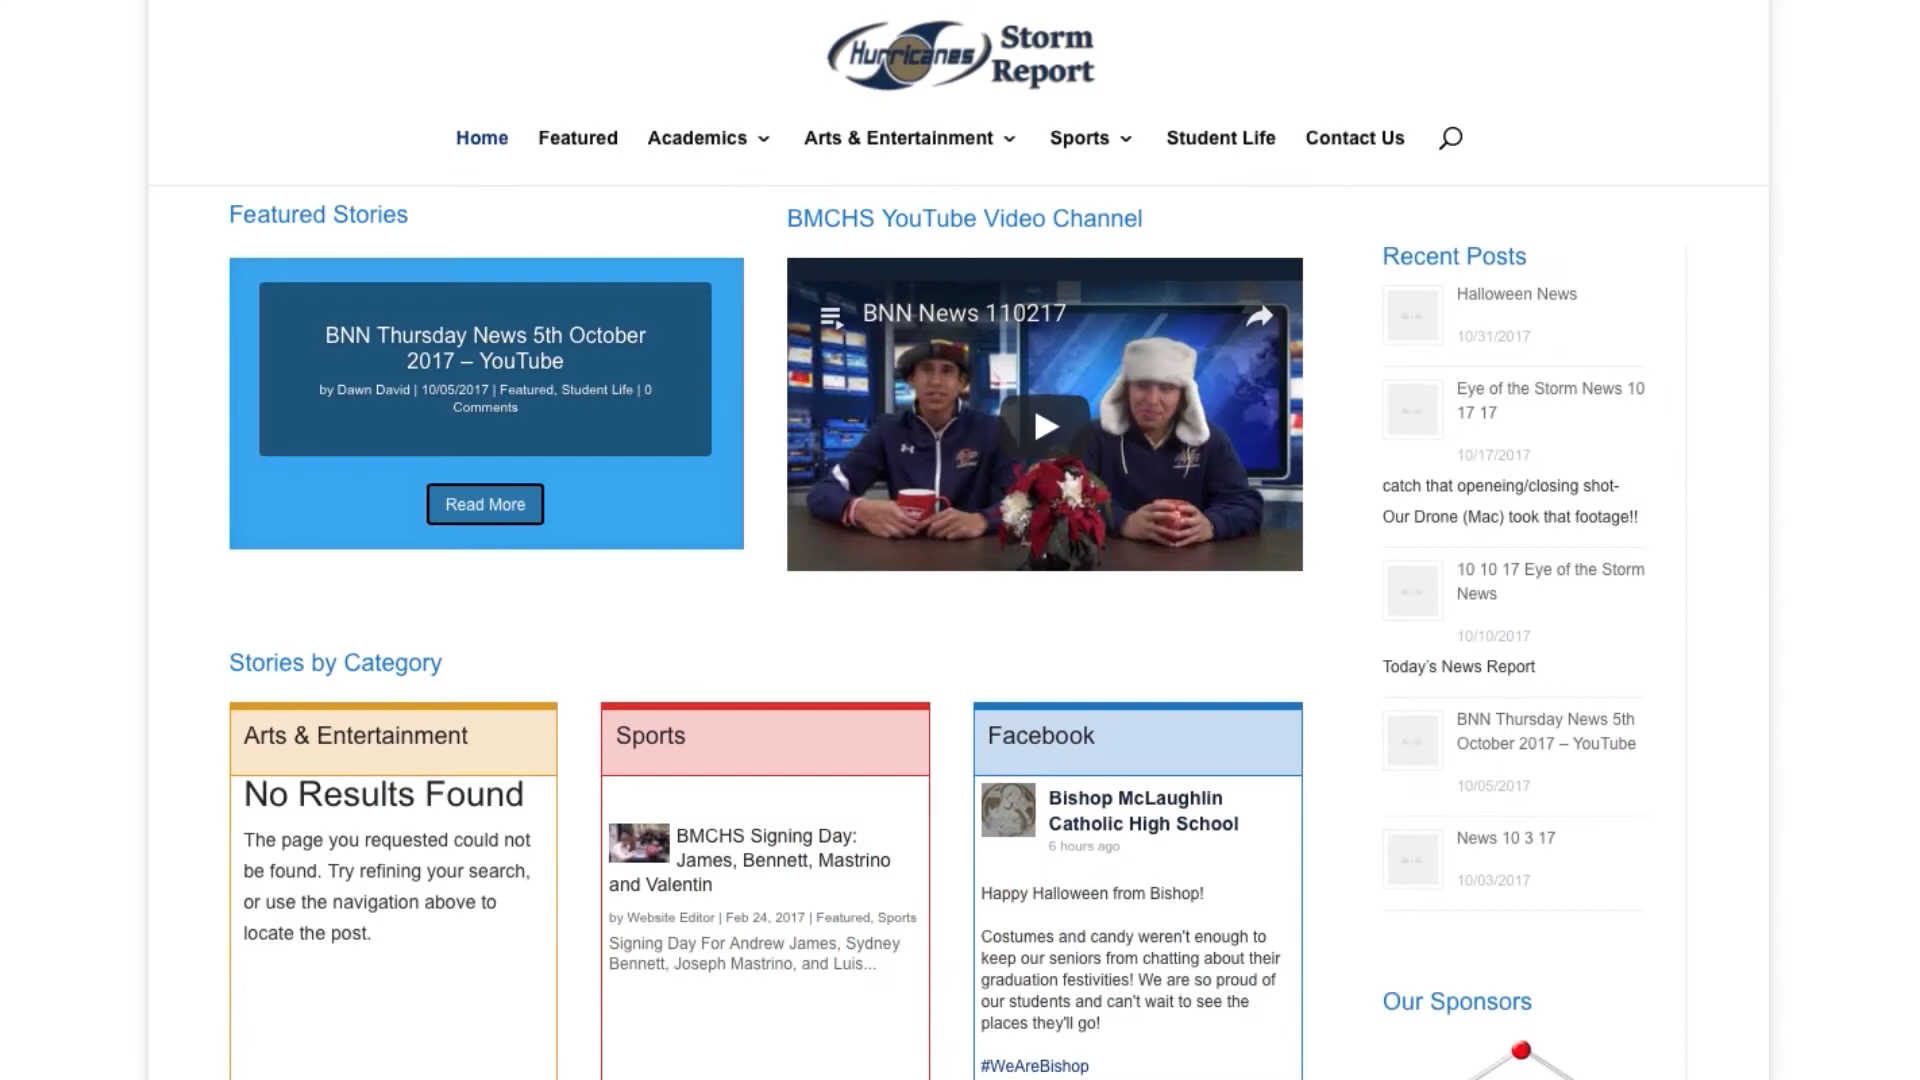 Hurricanes Storm
Report
Home Featured Academics Arts & Entertainment Sports Student Life Contact Us
Featured Stories
BNN Thursday News 5th October
2017 – YouTube
by Dawn David | 10/05/2017 | Featured, Student Life | 0
Comments
Read More
BMCHS YouTube Video Channel
BNN News 110217
Stories by Category
Arts & Entertainment
No Results Found
The page you requested could not
be found. Try refining your search,
or use the navigation above to
locate the post.
Sports
BMCHS Signing Day:
James, Bennett, Mastrino
and Valentin
by Website Editor | Feb 24, 2017 | Featured, Sports
Signing Day For Andrew James, Sydney
Bennett, Joseph Mastrino, and Luis...
Facebook
Bishop McLaughlin
Catholic High School
6 hours ago
Happy Halloween from Bishop!
Costumes and candy weren't enough to
keep our seniors from chatting about their
graduation festivities! We are so proud of
our students and can't wait to see the
places they'll go!
#WeAreBishop
Recent Posts
Halloween News
10/31/2017
Eye of the Storm News 10
17 17
10/17/2017
catch that openeing/closing shot-
Our Drone (Mac) took that footage!!
10 10 17 Eye of the Storm
News
10/10/2017
Today's News Report
BNN Thursday News 5th
October 2017 – YouTube
10/05/2017
News 10 3 17
10/03/2017
Our Sponsors